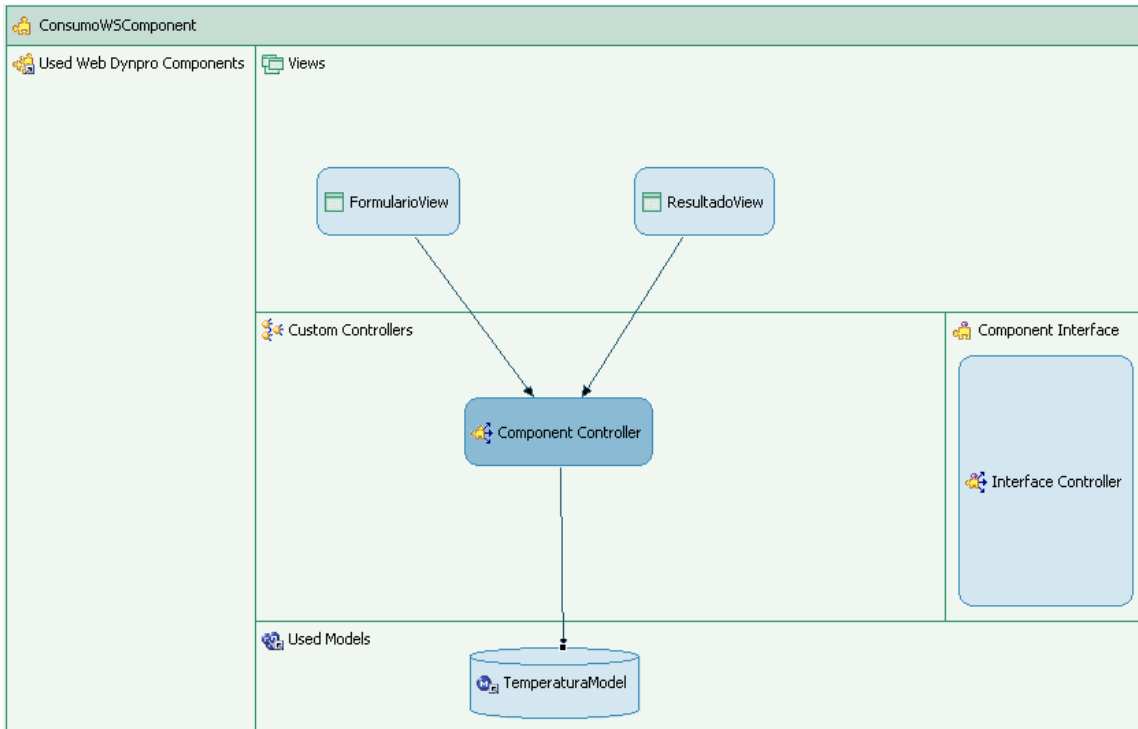 ConsumoWSComponent
Used Web Dynpro Components
Views
FormularioView
ResultadoView
Custom Controllers
Component Interface
Component Controller
Interface Controller
Used Models
TemperaturaModel